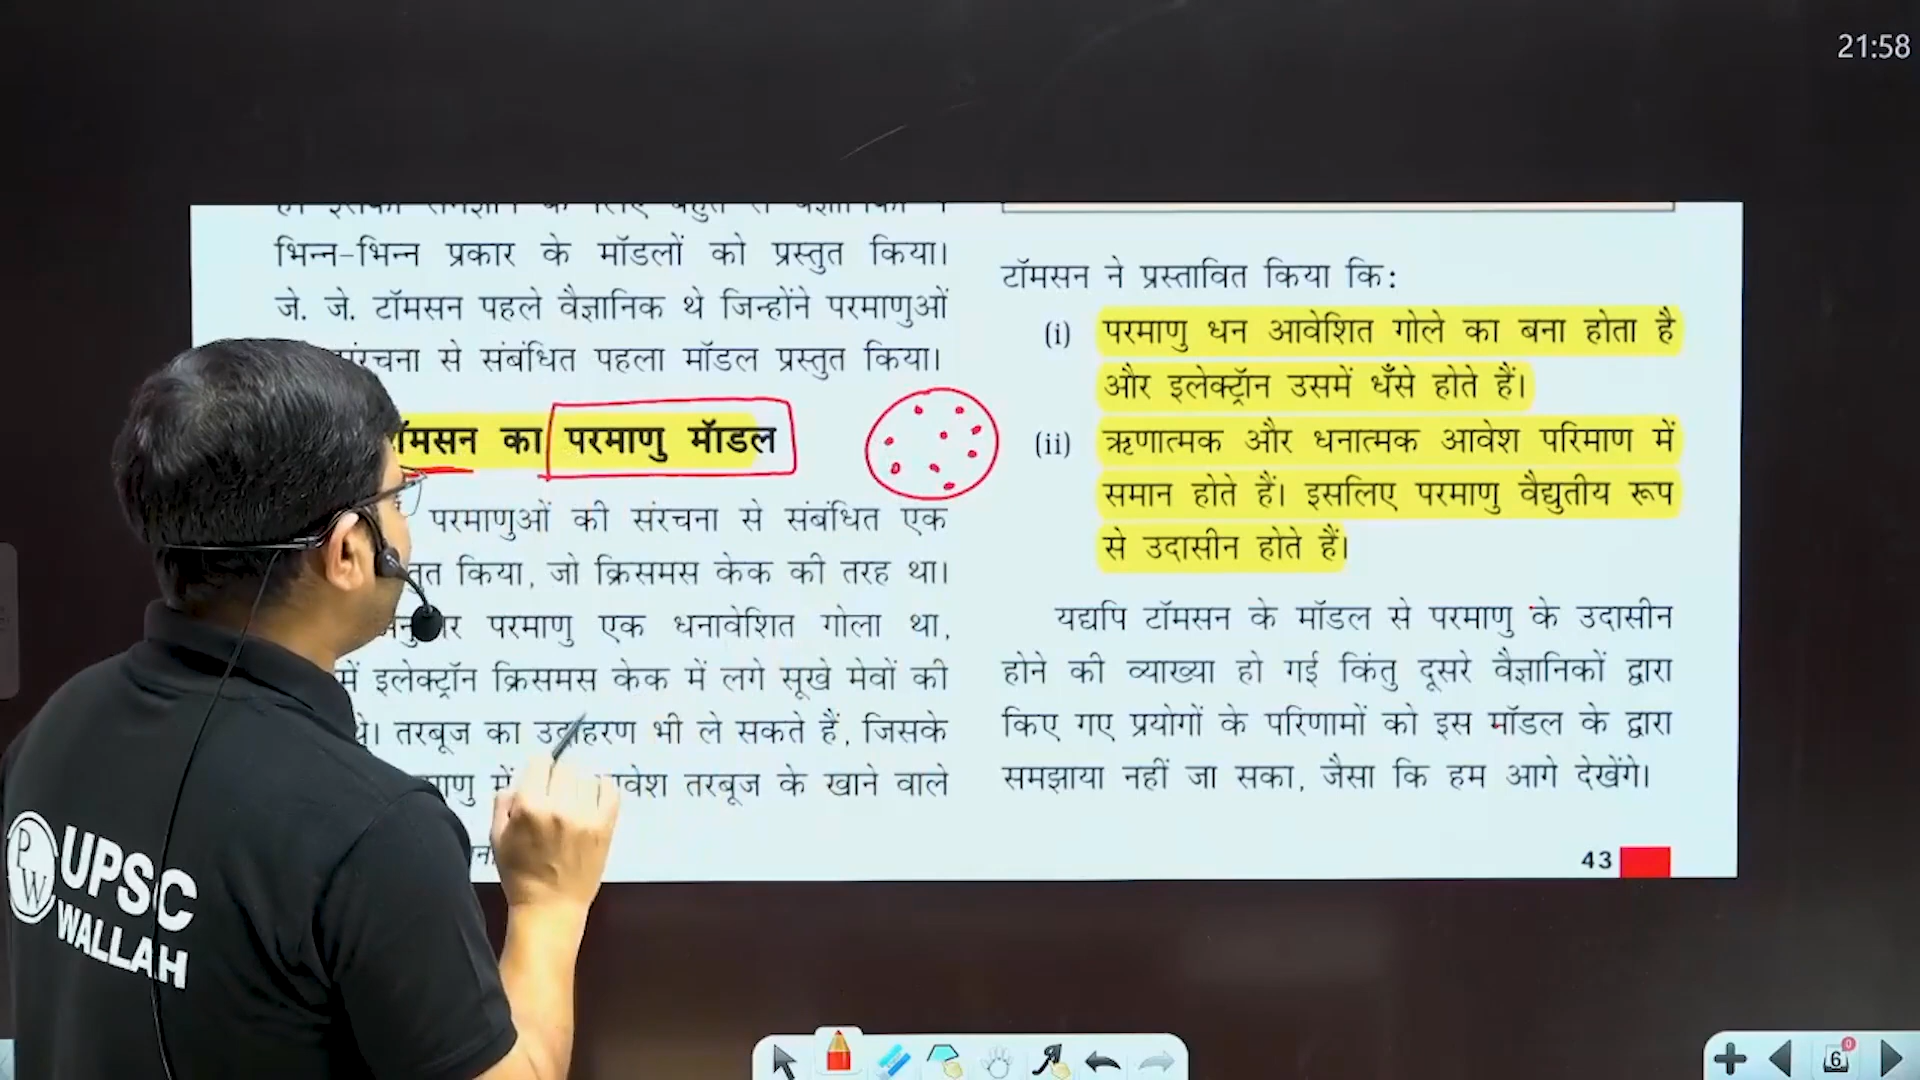 21:58
भिन्न-भिन्न प्रकार के मॉडलों को प्रस्तुत किया।
जे. जे. टॉमसन पहले वैज्ञानिक थे जिन्होंने परमाणुओं
संरचना से संबंधित पहला मॉडल प्रस्तुत किया।
टॉमसन का परमाणु मॅाडल
परमाणुओं की संरचना से संबंधित एक
किया, जो क्रिसमस केक की तरह था।
परमाणु एक धनावेशित गोला था,
में इलेक्ट्रॉन क्रिसमस केक में लगे सूखे मेवों की
थे। तरबूज का उदाहरण भी ले सकते हैं, जिसके
में तरबूज के खाने वाले
टॉमसन ने प्रस्तावित किया कि:
(i) परमाणु धन आवेशित गोले का बना होता है
और इलेक्ट्रॉन उसमें धँसे होते हैं।
(ii) ऋणात्मक और धनात्मक आवेश परिमाण में
समान होते हैं। इसलिए परमाणु वैद्युतीय रूप
से उदासीन होते हैं।
यद्यपि टॉमसन के मॉडल से परमाणु के उदासीन
होने की व्याख्या हो गई किंतु दूसरे वैज्ञानिकों द्वारा
किए गए प्रयोगों के परिणामों को इस मॉडल के द्वारा
समझाया नहीं जा सका, जैसा कि हम आगे देखेंगे।
43
PW UPSC
WALLAH
6
0